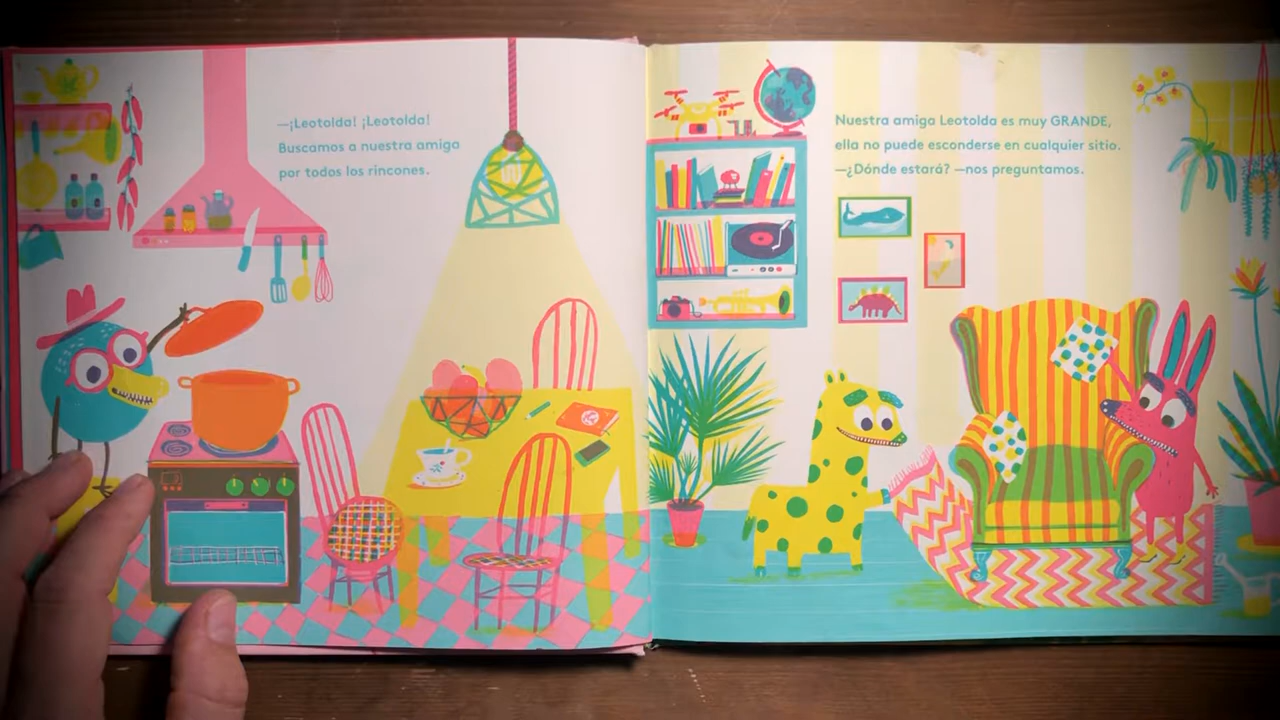 —¡Leotolda! ¡Leotolda!
Buscamos a nuestra amiga
por todos los rincones.
Nuestra amiga Leotolda es muy GRANDE,
ella no puede esconderse en cualquier sitio.
—¿Dónde estará? —nos preguntamos.